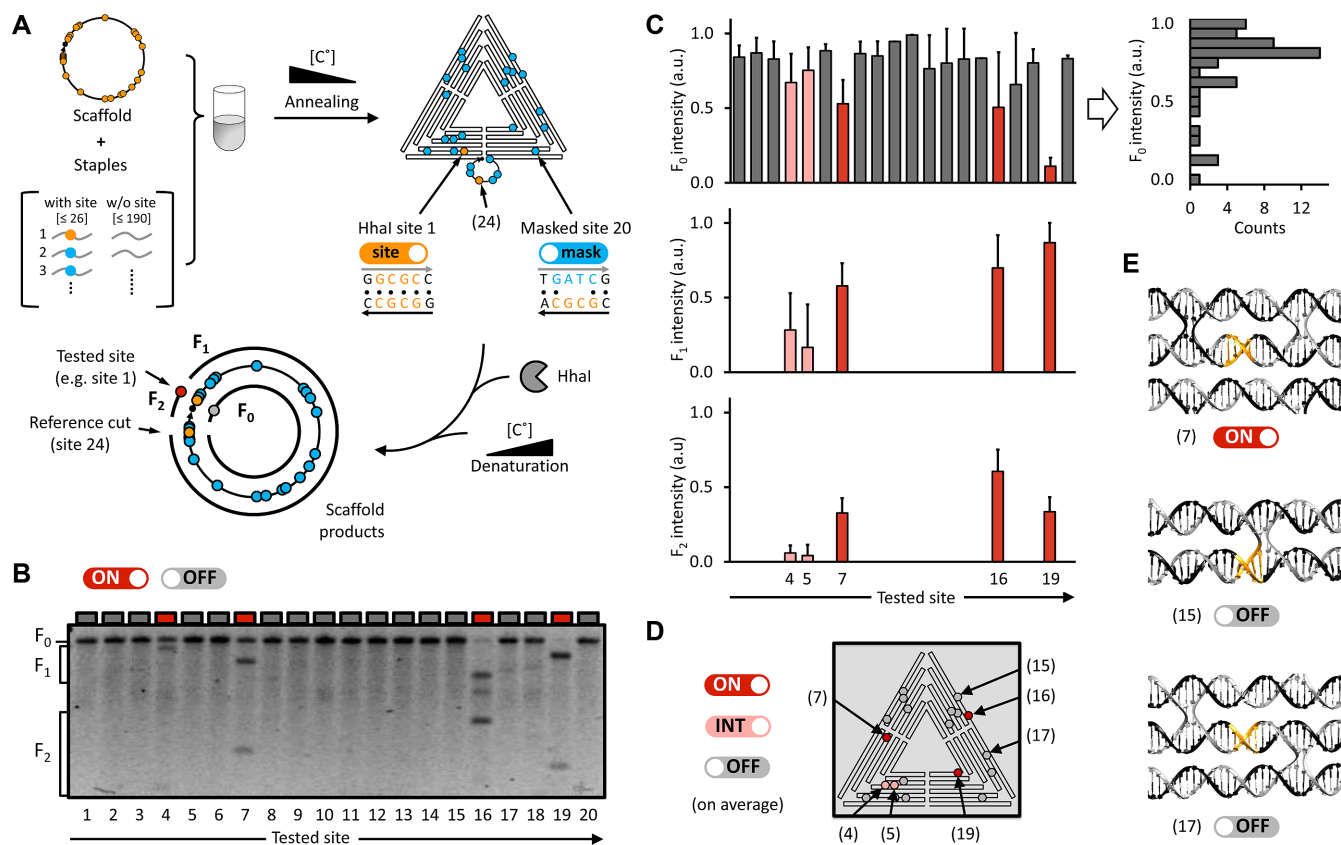 A
Scaffold
+
Staples
with site
w/o site
[≤ 26]
[≤ 190]
1
2
3
[C°]
Annealing
(24)
HhaI site 1
Masked site 20
site
mask
G G C G C C
C C G C G G
T G A T C G
A C G C G C
F1
Tested site
(e.g. site 1)
F2
F0
Reference cut
(site 24)
HhaI
[C°]
Denaturation
Scaffold
products
B
ON
OFF
F0
F1
F2
1 2 3 4 5 6 7 8 9 10 11 12 13 14 15 16 17 18 19 20
Tested site
C
F0 intensity (a.u.)
1.0
0.5
0.0
F0 intensity (a.u.)
1.0
0.5
0.0
0 4 8 12
Counts
F1 intensity (a.u.)
1.0
0.5
0.0
F2 intensity (a.u)
1.0
0.5
0.0
4 5 7 16 19
Tested site
D
ON
INT
OFF
(on average)
(7)
(15)
(16)
(17)
(4)
(5)
(19)
E
(7)
ON
(15)
OFF
(17)
OFF